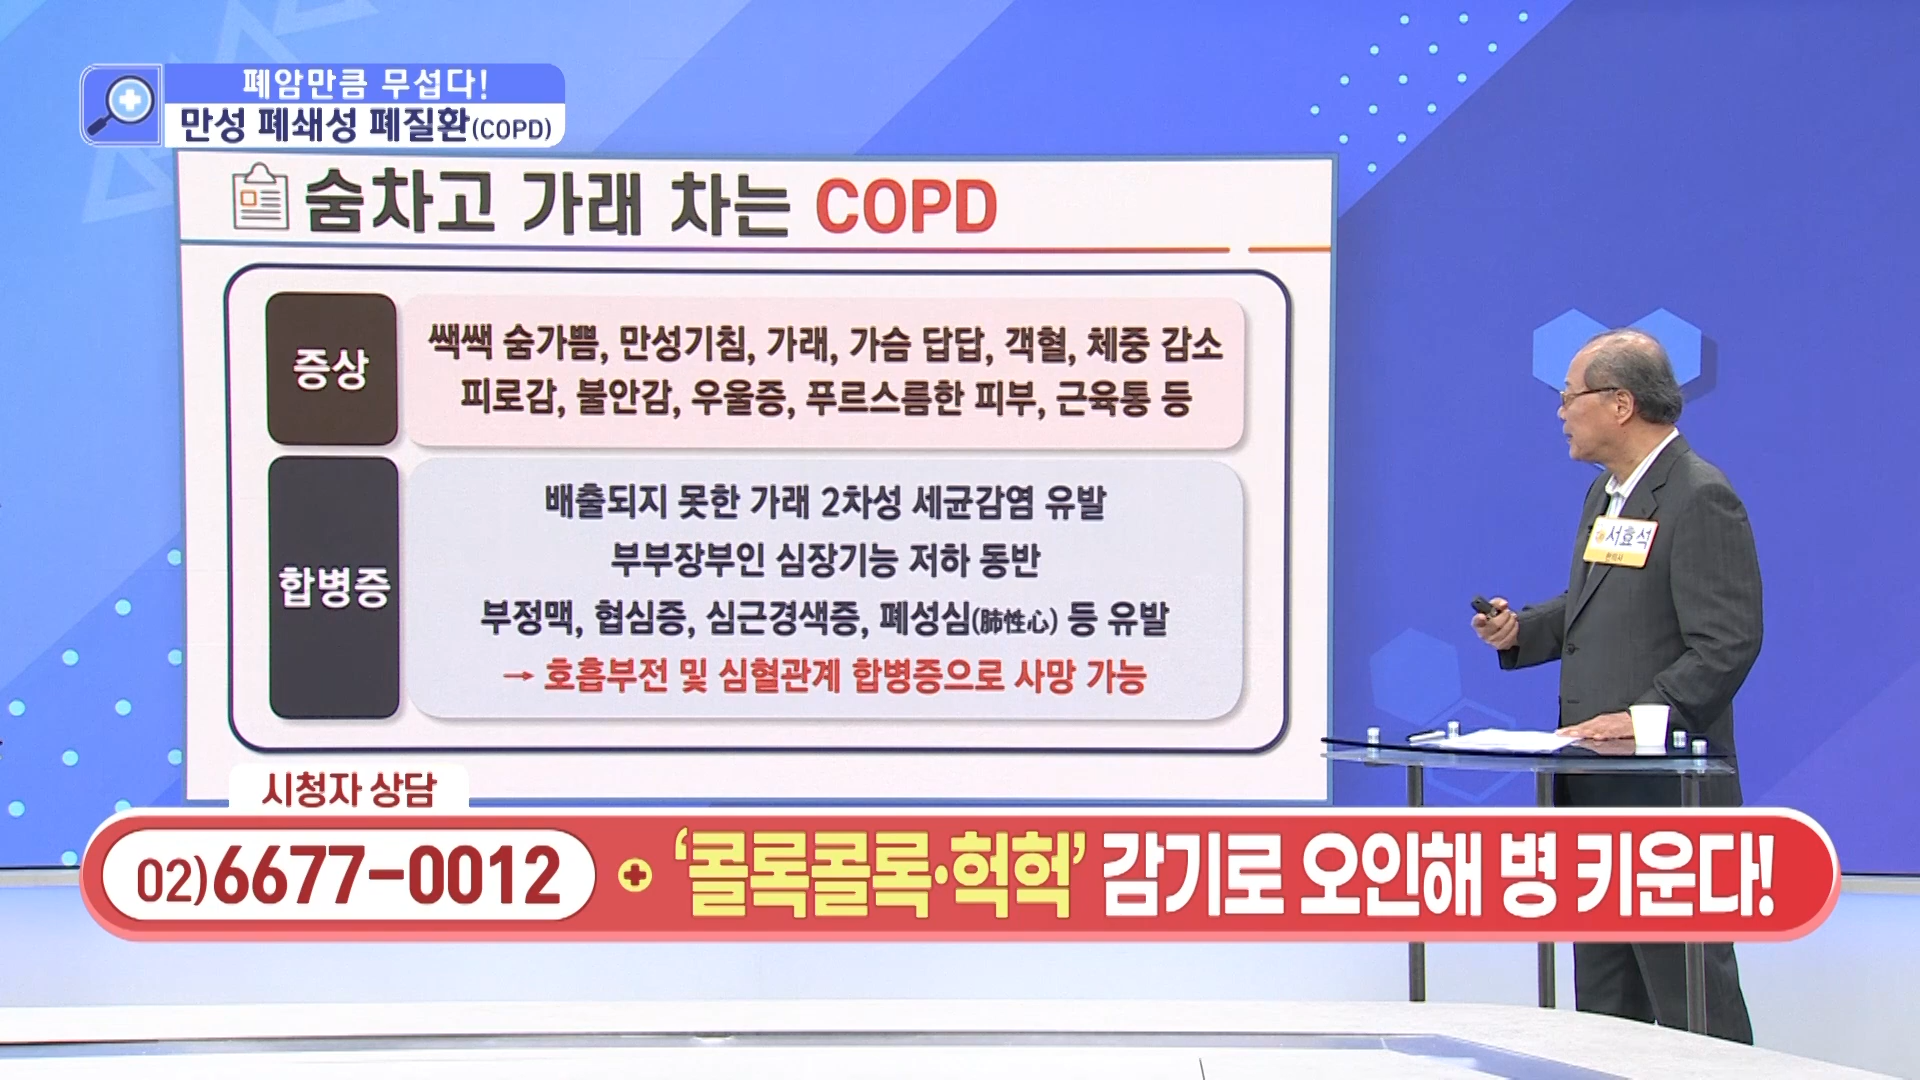 폐암만큼 무섭다!
만성 폐쇄성 폐질환(COPD)
숨차고 가래 차는 COPD
증상
쌕쌕 숨가쁨, 만성기침, 가래, 가슴 답답, 객혈, 체중 감소
피로감, 불안감, 우울증, 푸르스름한 피부, 근육통 등
합병증
배출되지 못한 가래 2차성 세균감염 유발
부부장부인 심장기능 저하 동반
부정맥, 협심증, 심근경색증, 폐성심(肺性心) 등 유발
→ 호흡부전 및 심혈관계 합병증으로 사망 가능
서효석
한의사
시청자 상담
02)6677-0012
‘콜록콜록·헉헉’ 감기로 오인해 병 키운다!